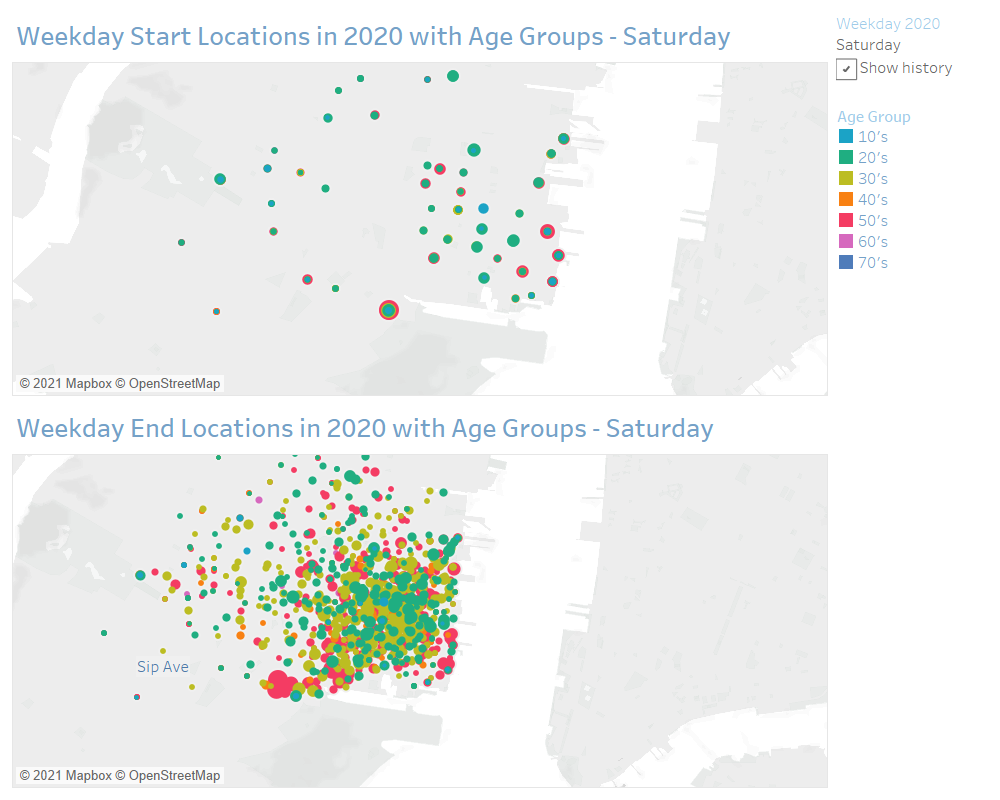 Weekday Start Locations in 2020 with Age Groups - Saturday
© 2021 Mapbox © OpenStreetMap
Weekday End Locations in 2020 with Age Groups - Saturday
Sip Ave
© 2021 Mapbox © OpenStreetMap
Weekday 2020
Saturday
Show history
Age Group
10's
20's
30's
40's
50's
60's
70's